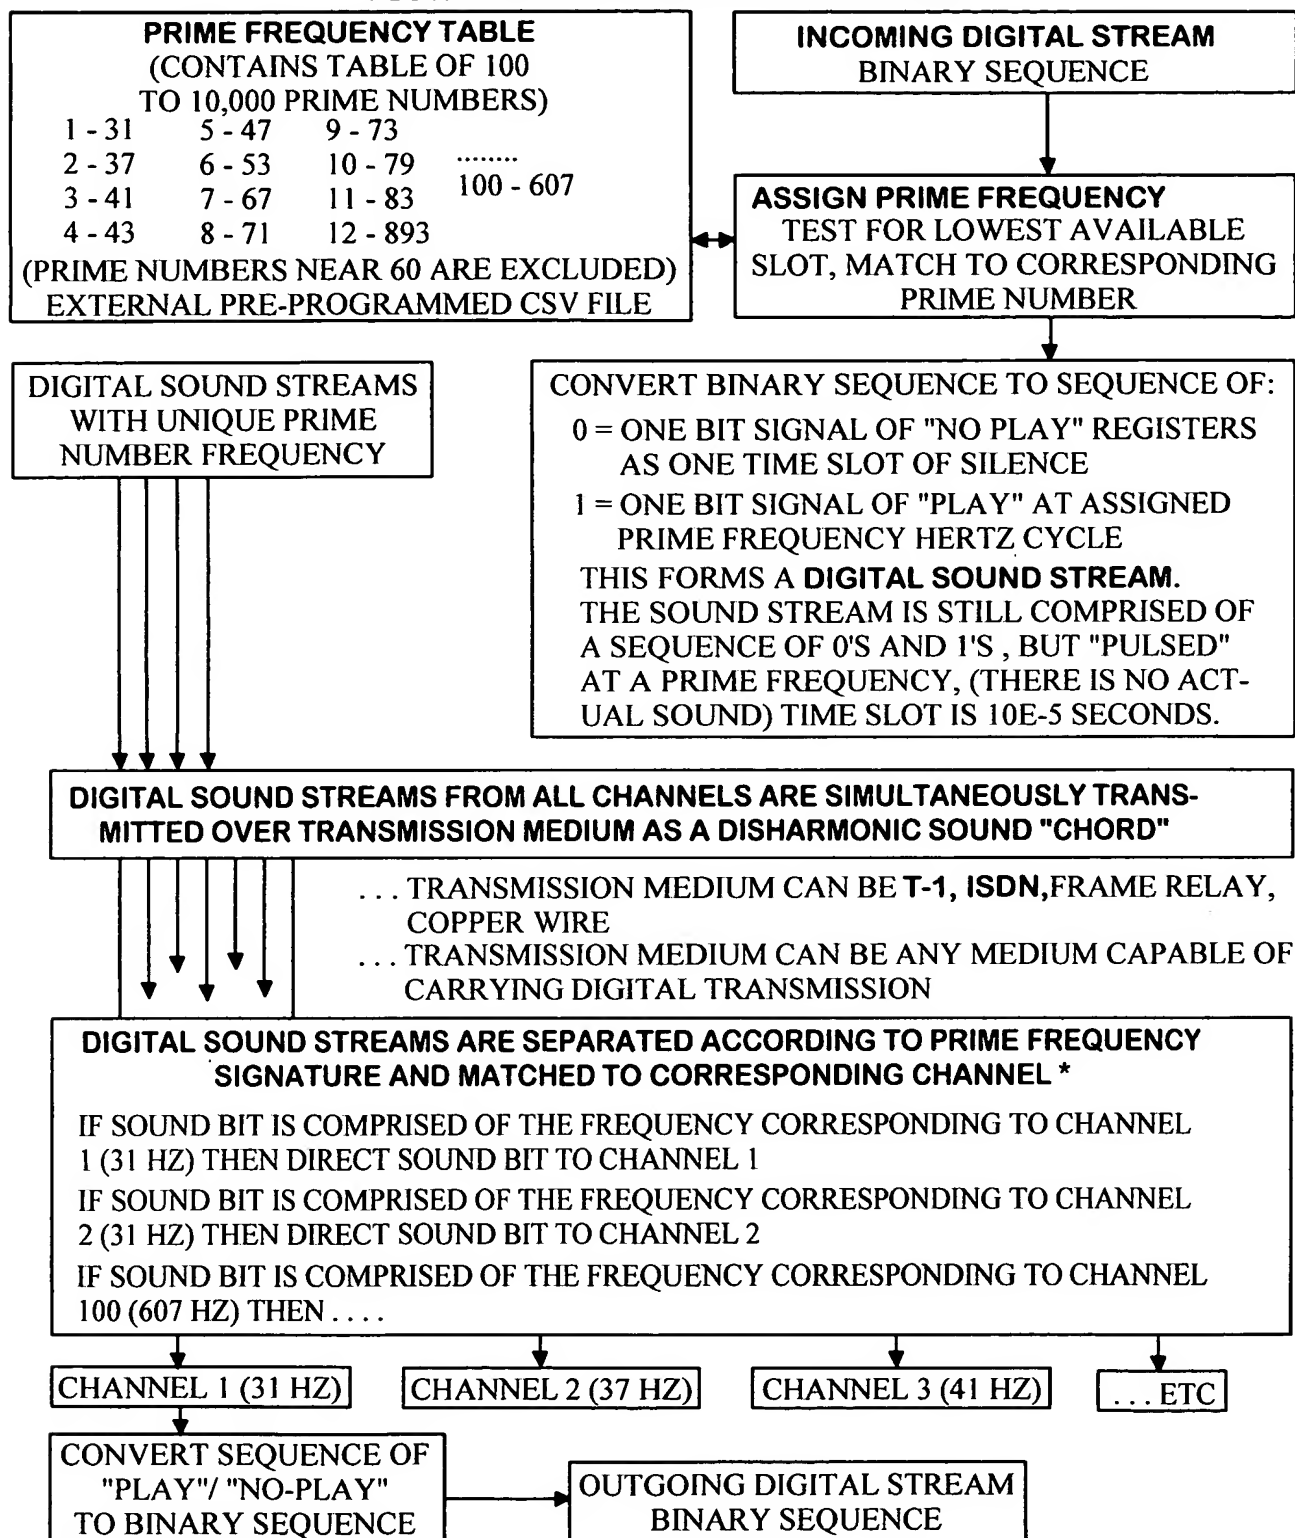 PRIME FREQUENCY TABLE
(CONTAINS TABLE OF 100
TO 10,000 PRIME NUMBERS)
1 - 31 5 - 47 9 - 73
2 - 37 6 - 53 10 - 79 ........
3 - 41 7 - 67 11 - 83 100 - 607
4 - 43 8 - 71 12 - 893
(PRIME NUMBERS NEAR 60 ARE EXCLUDED)
EXTERNAL PRE-PROGRAMMED CSV FILE
INCOMING DIGITAL STREAM
BINARY SEQUENCE
ASSIGN PRIME FREQUENCY
TEST FOR LOWEST AVAILABLE
SLOT, MATCH TO CORRESPONDING
PRIME NUMBER
CONVERT BINARY SEQUENCE TO SEQUENCE OF:
0 = ONE BIT SIGNAL OF "NO PLAY" REGISTERS
AS ONE TIME SLOT OF SILENCE
1 = ONE BIT SIGNAL OF "PLAY" AT ASSIGNED
PRIME FREQUENCY HERTZ CYCLE
THIS FORMS A DIGITAL SOUND STREAM.
THE SOUND STREAM IS STILL COMPRISED OF
A SEQUENCE OF 0'S AND 1'S , BUT "PULSED"
AT A PRIME FREQUENCY, (THERE IS NO ACT-
UAL SOUND) TIME SLOT IS 10E-5 SECONDS.
DIGITAL SOUND STREAMS
WITH UNIQUE PRIME
NUMBER FREQUENCY
DIGITAL SOUND STREAMS FROM ALL CHANNELS ARE SIMULTANEOUSLY TRANS-
MITTED OVER TRANSMISSION MEDIUM AS A DISHARMONIC SOUND "CHORD"
. . . TRANSMISSION MEDIUM CAN BE T-1, ISDN,FRAME RELAY,
COPPER WIRE
. . . TRANSMISSION MEDIUM CAN BE ANY MEDIUM CAPABLE OF
CARRYING DIGITAL TRANSMISSION
DIGITAL SOUND STREAMS ARE SEPARATED ACCORDING TO PRIME FREQUENCY
SIGNATURE AND MATCHED TO CORRESPONDING CHANNEL *
IF SOUND BIT IS COMPRISED OF THE FREQUENCY CORRESPONDING TO CHANNEL
1 (31 HZ) THEN DIRECT SOUND BIT TO CHANNEL 1
IF SOUND BIT IS COMPRISED OF THE FREQUENCY CORRESPONDING TO CHANNEL
2 (31 HZ) THEN DIRECT SOUND BIT TO CHANNEL 2
IF SOUND BIT IS COMPRISED OF THE FREQUENCY CORRESPONDING TO CHANNEL
100 (607 HZ) THEN . . . .
CHANNEL 1 (31 HZ)
CHANNEL 2 (37 HZ)
CHANNEL 3 (41 HZ)
. . . ETC
CONVERT SEQUENCE OF
"PLAY"/ "NO-PLAY"
TO BINARY SEQUENCE
OUTGOING DIGITAL STREAM
BINARY SEQUENCE